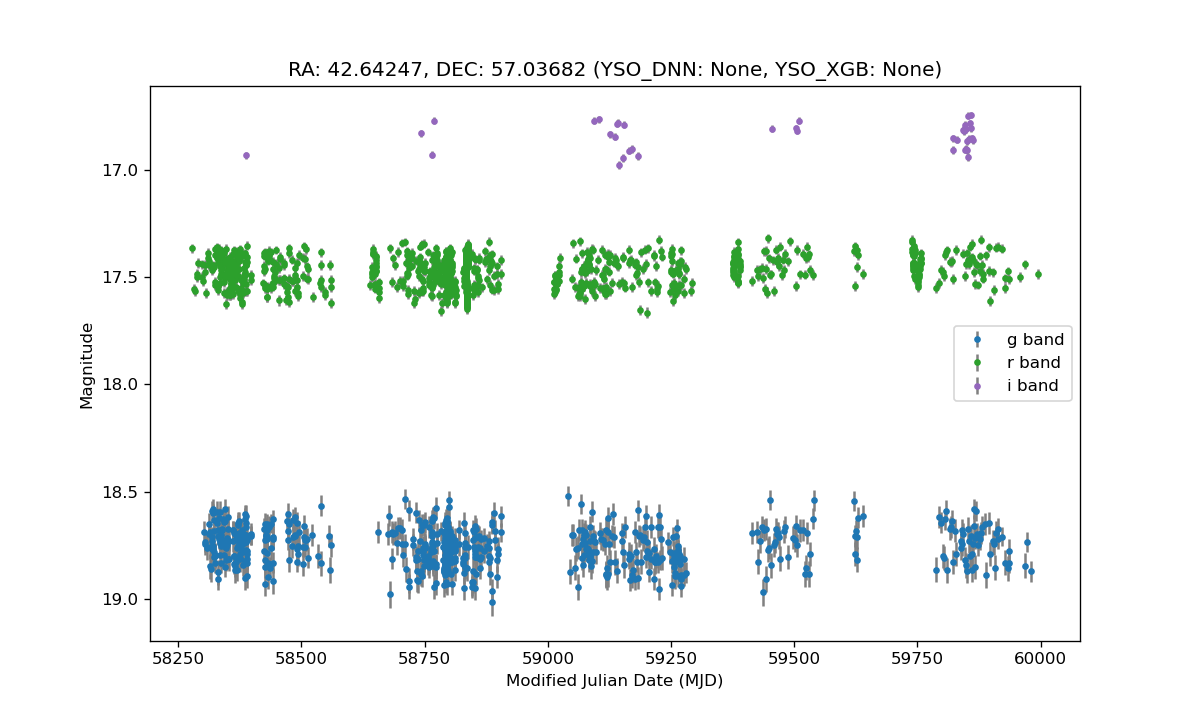 RA: 42.64247, DEC: 57.03682 (YSO_DNN: None, YSO_XGB: None)
17.0
17.5
18.0
18.5
19.0
Magnitude
g band
r band
i band
58250 58500 58750 59000 59250 59500 59750 60000
Modified Julian Date (MJD)